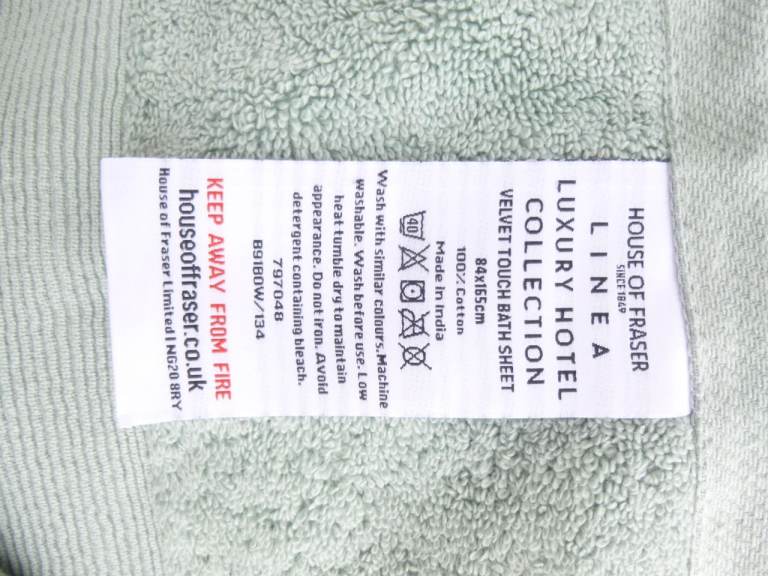 HOUSE OF FRASER
SINCE 1849
LINEA
LUXURY HOTEL
COLLECTION
VELVET TOUCH BATH SHEET
84x165cm
100% Cotton
Made in India
40
Wash with similar colours.Machine
washable. Wash before use. Low
heat tumble dry to maintain
appearance. Do not iron. Avoid
detergent containing bleach.
797048
89180W/134
KEEP AWAY FROM FIRE
houseoffraser.co.uk
House of Fraser Limited I NG20 8RY